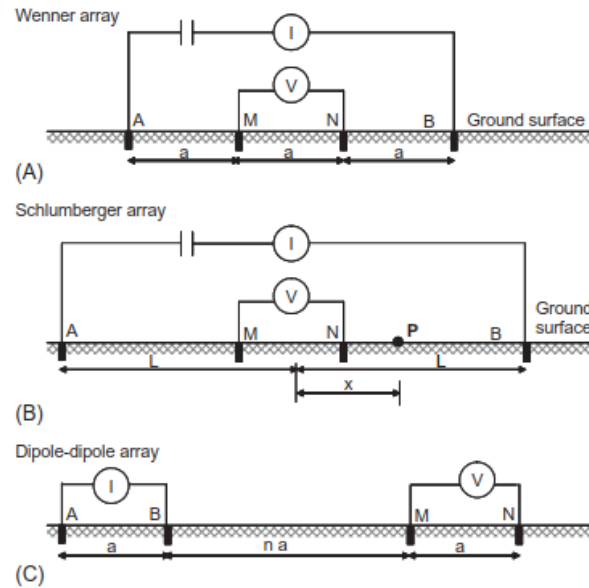 Wenner array
I
V
A M N B Ground surface
a a a
(A)
Schlumberger array
I
V
P
A M N B Ground
surface
L L
x
(B)
Dipole-dipole array
I V
A B M N
a n a a
(C)